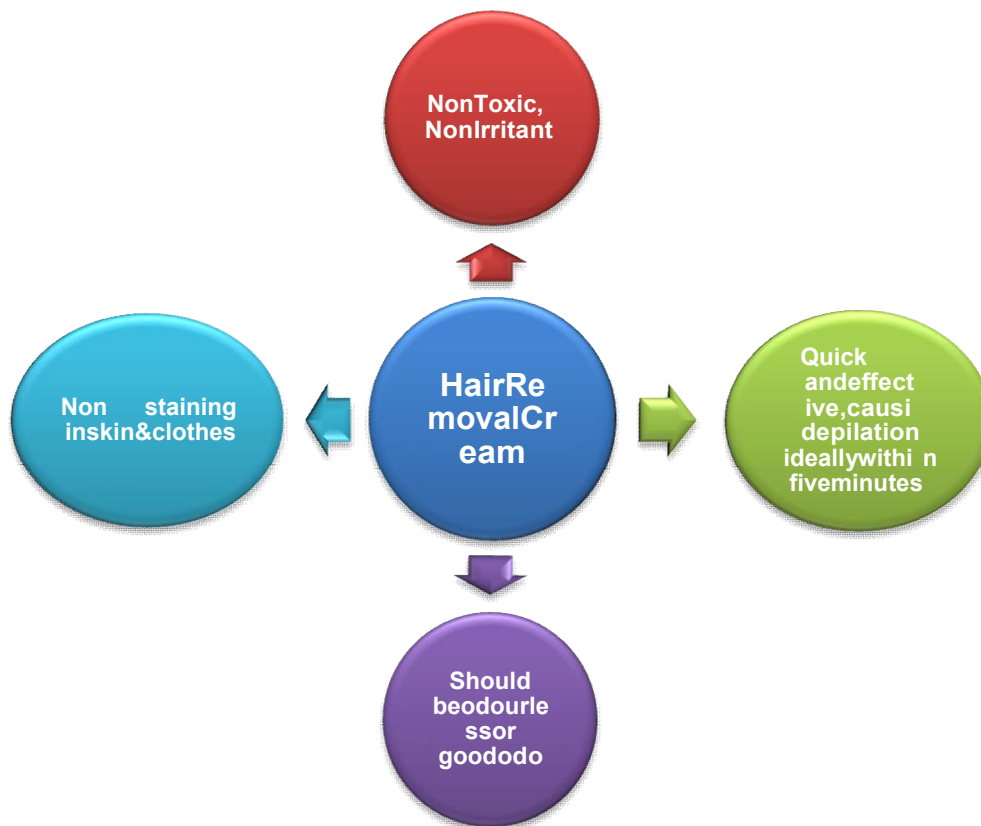 NonToxic,
NonIrritant
Non staining
inskin&clothes
HairRe
movalCr
eam
Quick
andeffect
ive,causi
depilation
ideallywithi n
fiveminutes
Should
beodourle
ssor
goododo